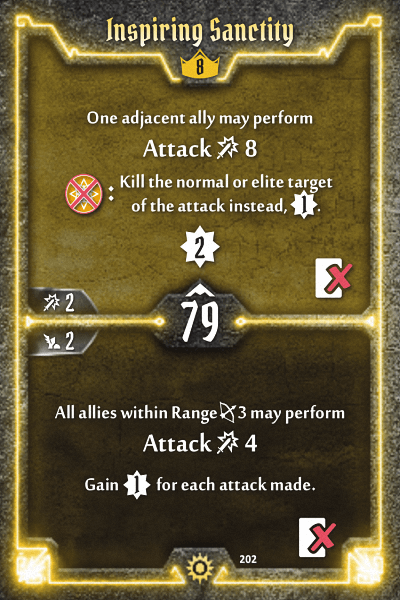 Inspiring Sanctity
8
One adjacent ally may perform
Attack 8
: Kill the normal or elite target
of the attack instead, 1.
2
2
79
2
All allies within Range 3 may perform
Attack 4
Gain 1 for each attack made.
202